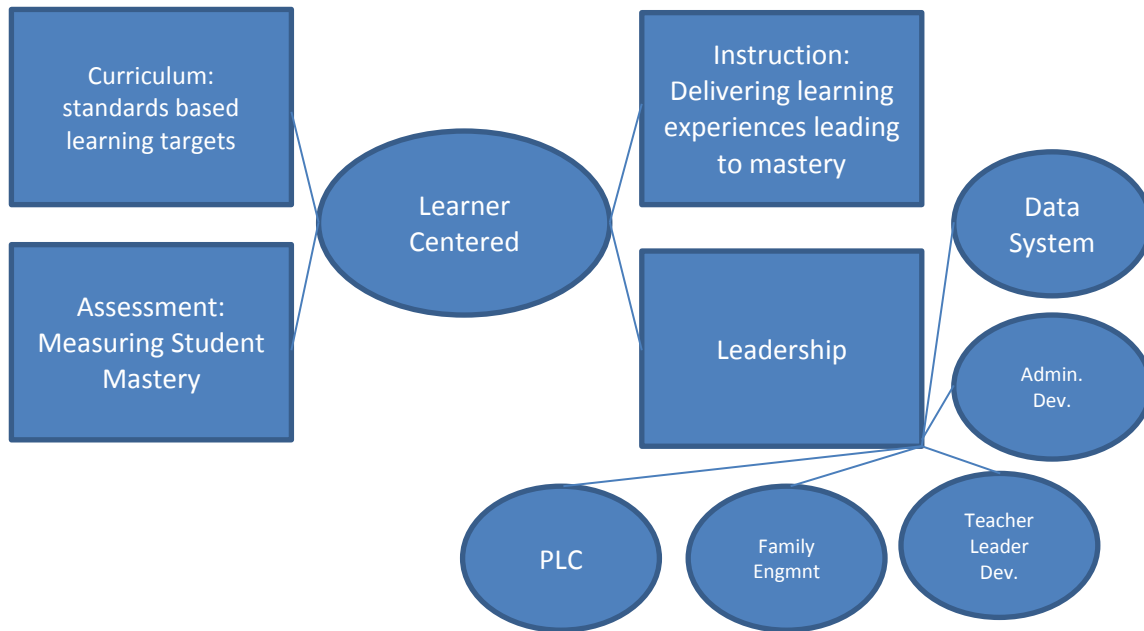 Curriculum:
standards based
learning targets
Instruction:
Delivering learning
experiences leading
to mastery
Learner
Centered
Data
System
Assessment:
Measuring Student
Mastery
Leadership
Admin.
Dev.
PLC
Family
Engmnt
Teacher
Leader
Dev.